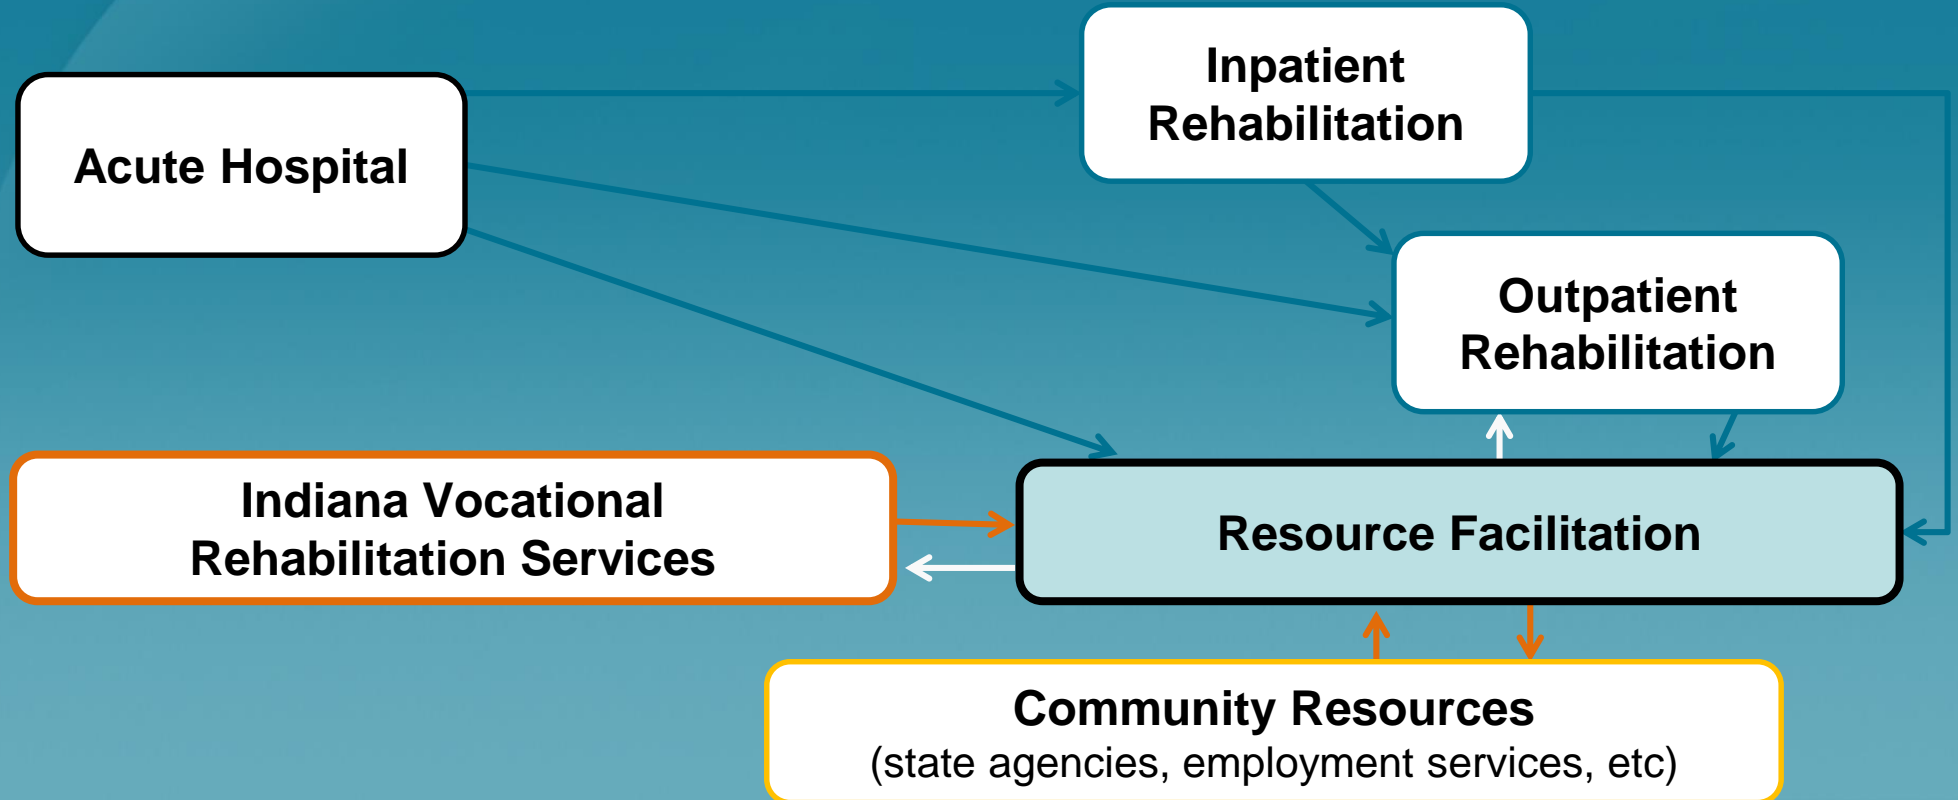 Inpatient
Rehabilitation
Acute Hospital
Outpatient
Rehabilitation
Indiana Vocational
Rehabilitation Services
Resource Facilitation
Community Resources
(state agencies, employment services, etc)